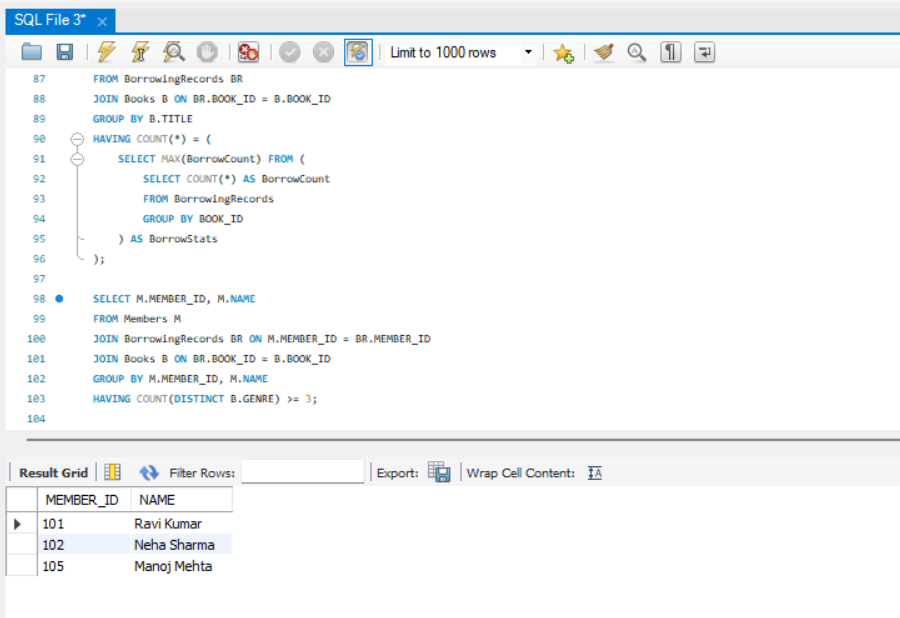 SQL File 3*
Limit to 1000 rows
87 FROM BorrowingRecords BR
88 JOIN Books B ON BR.BOOK_ID = B.BOOK_ID
89 GROUP BY B.TITLE
90 HAVING COUNT(*) = (
91 SELECT MAX(BorrowCount) FROM (
92 SELECT COUNT(*) AS BorrowCount
93 FROM BorrowingRecords
94 GROUP BY BOOK_ID
95 ) AS BorrowStats
96 );
97
98 SELECT M.MEMBER_ID, M.NAME
99 FROM Members M
100 JOIN BorrowingRecords BR ON M.MEMBER_ID = BR.MEMBER_ID
101 JOIN Books B ON BR.BOOK_ID = B.BOOK_ID
102 GROUP BY M.MEMBER_ID, M.NAME
103 HAVING COUNT(DISTINCT B.GENRE) >= 3;
104
Result Grid Filter Rows: Export: Wrap Cell Content: IA
MEMBER_ID NAME
101 Ravi Kumar
102 Neha Sharma
105 Manoj Mehta